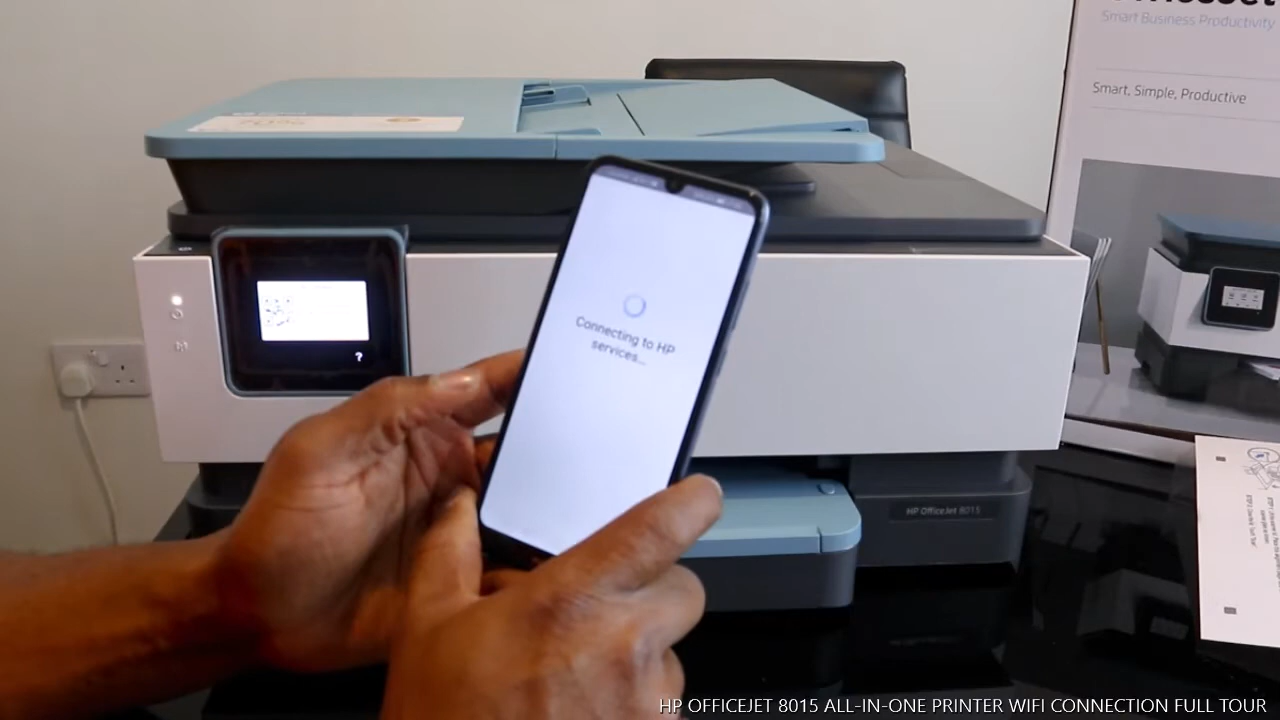 Smart Business Productivity
Smart, Simple, Productive
Connecting to HP
services...
?
HP OfficeJet 8015
HP OFFICEJET 8015 ALL-IN-ONE PRINTER WIFI CONNECTION FULL TOUR